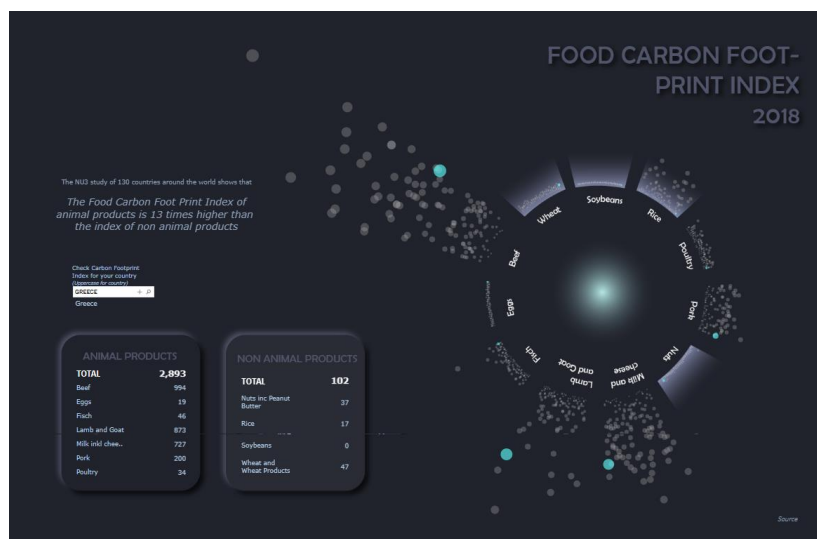 FOOD CARBON FOOT-
PRINT INDEX
2018
The NU3 study of 130 countries around the world shows that
The Food Carbon Foot Print Index of
animal products is 13 times higher than
the index of non animal products
Check Carbon Footprint
Index for your country
(Uppercase for country)
GREECE
Greece
ANIMAL PRODUCTS
TOTAL 2,893
Beef 994
Eggs 19
Fisch 46
Lamb and Goat 873
Milk inkl chee.. 727
Pork 200
Poultry 34
NON ANIMAL PRODUCTS
TOTAL 102
Nuts inc Peanut
Butter 37
Rice 17
Soybeans 0
Wheat and
Wheat Products 47
Soybeans
Rice
Poultry
Pork
Nuts
Milk and
cheese
Lamb
and Goat
Fisch
Eggs
Beef
Wheat
Source